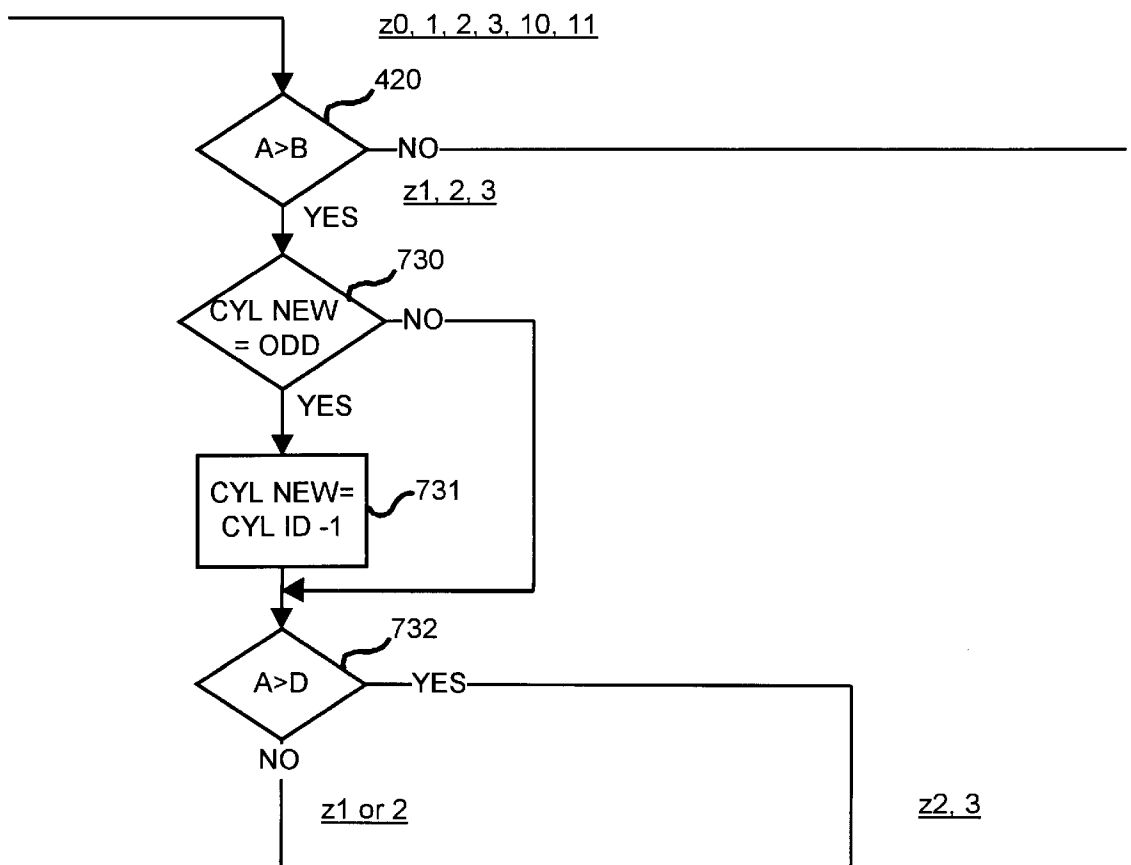 z0, 1, 2, 3, 10, 11
420
A>B
NO
z1, 2, 3
YES
730
CYL NEW
= ODD
NO
YES
CYL NEW=
CYL ID -1
731
732
A>D
YES
NO
z1 or 2
z2, 3